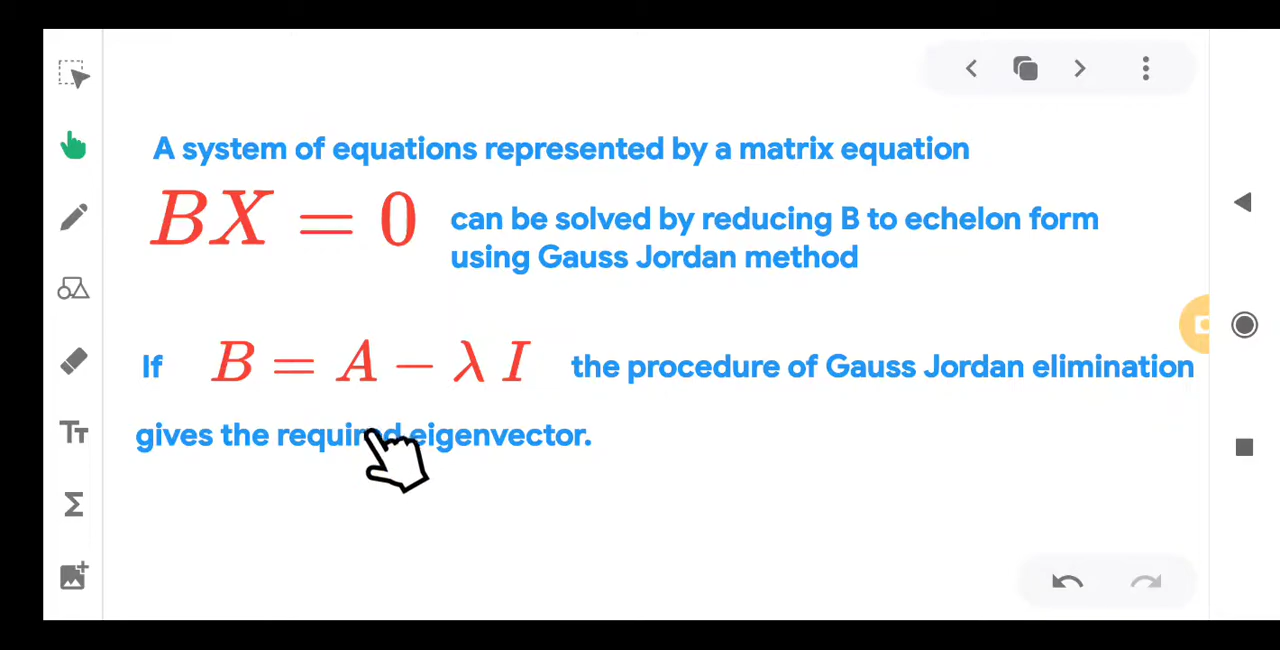 A system of equations represented by a matrix equation
BX = 0 can be solved by reducing B to echelon form
using Gauss Jordan method
If B = A − λ I the procedure of Gauss Jordan elimination
gives the required eigenvector.
Tт
Σ